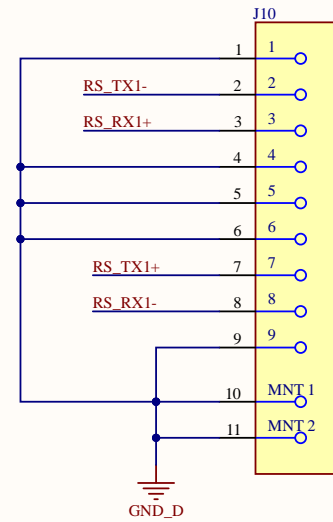 J10
1 1
RS_TX1- 2 2
RS_RX1+ 3 3
4 4
5 5
6 6
RS_TX1+ 7 7
RS_RX1- 8 8
9 9
10 MNT 1
11 MNT 2
GND_D